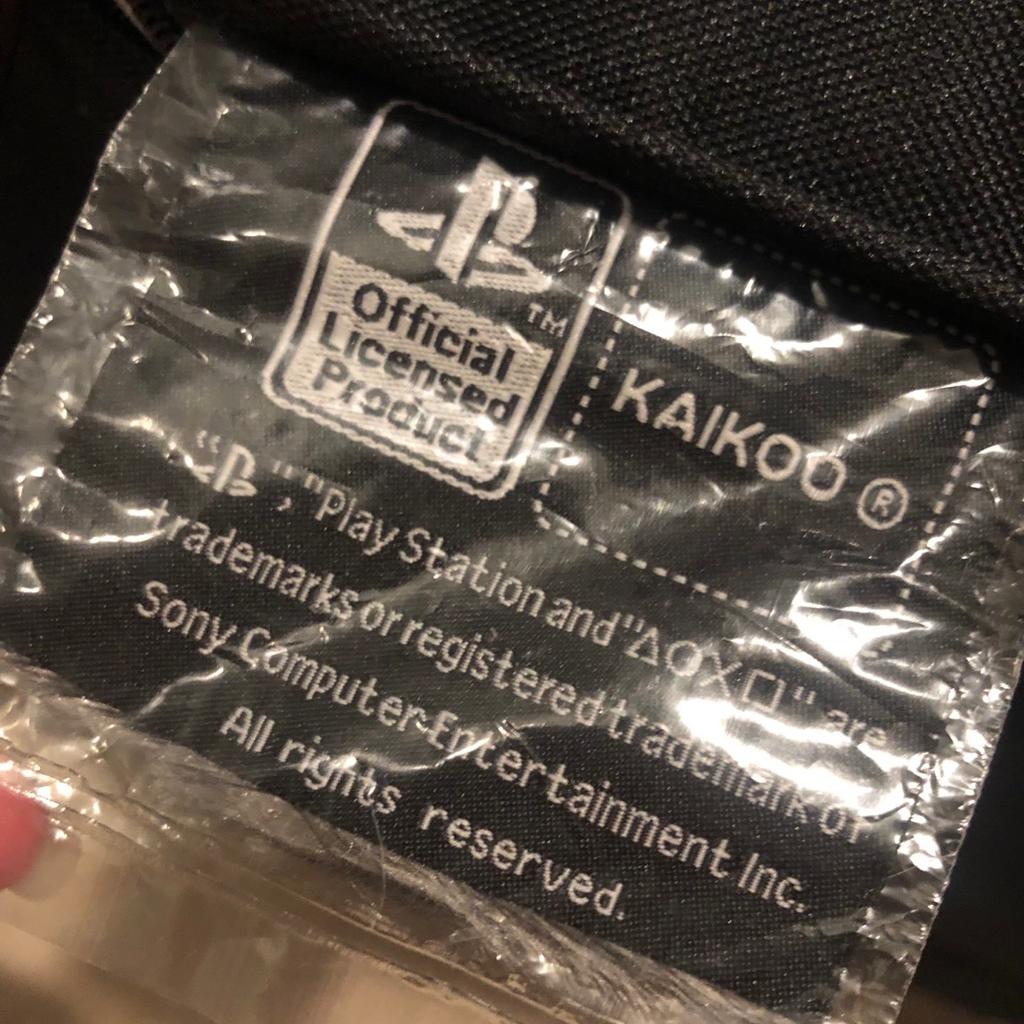 Official
Licensed
Product
TM
KAIKOO ®
"PS", "Play Station and "△○X□" are
trademarks or registered trademark of
Sony Computer Entertainment Inc.
All rights reserved.